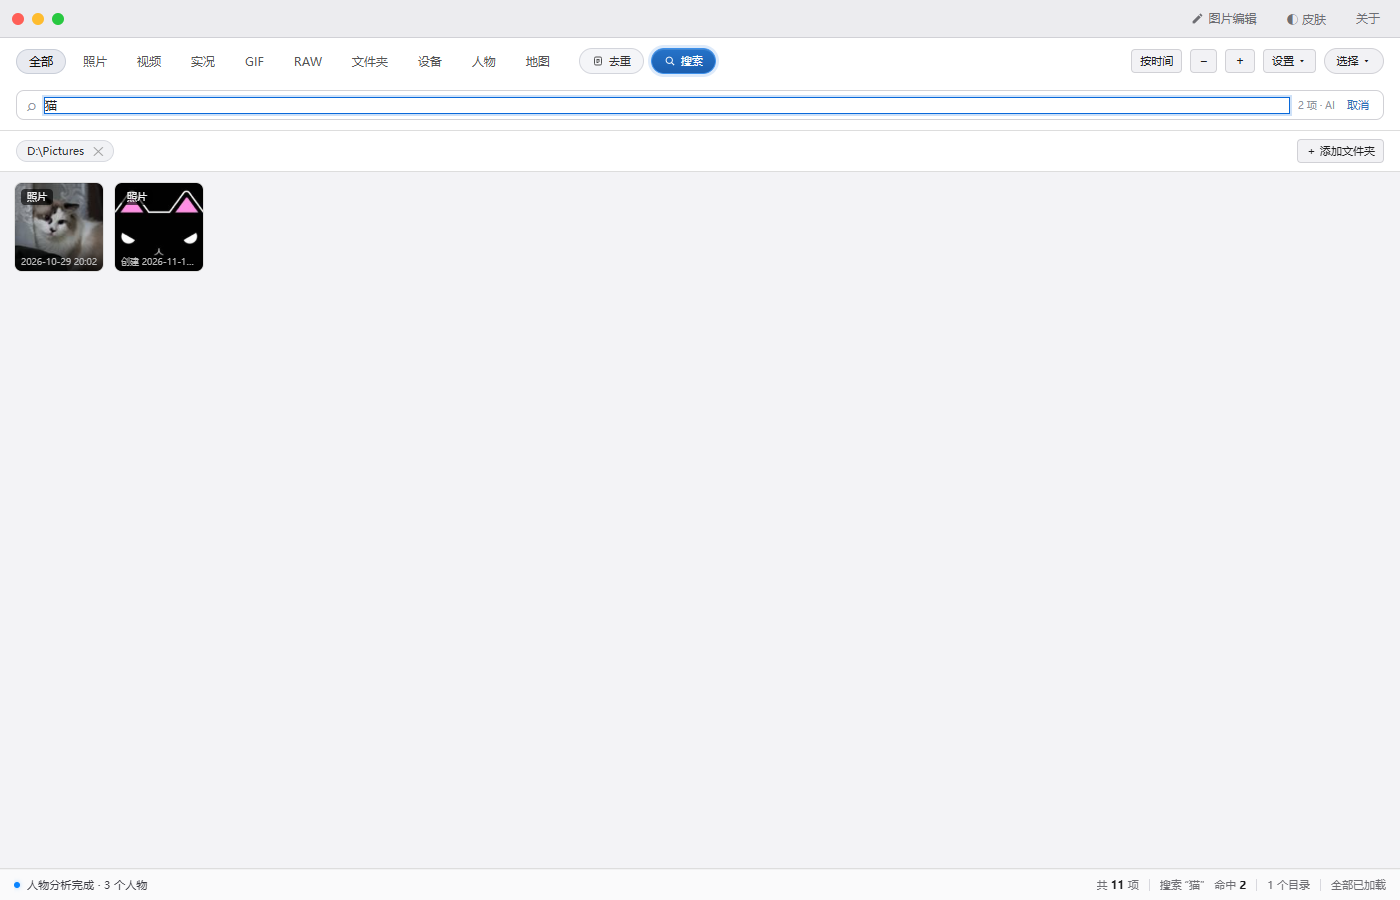 图片编辑 皮肤 关于
全部 照片 视频 实况 GIF RAW 文件夹 设备 人物 地图 去重 搜索 按时间 − + 设置 选择
猫 2 项 · AI 取消
D:\Pictures + 添加文件夹
照片 照片
2026-10-29 20:02 创建 2026-11-1...
人物分析完成 · 3 个人物 共 11 项 搜索 "猫" 命中 2 1 个目录 全部已加载